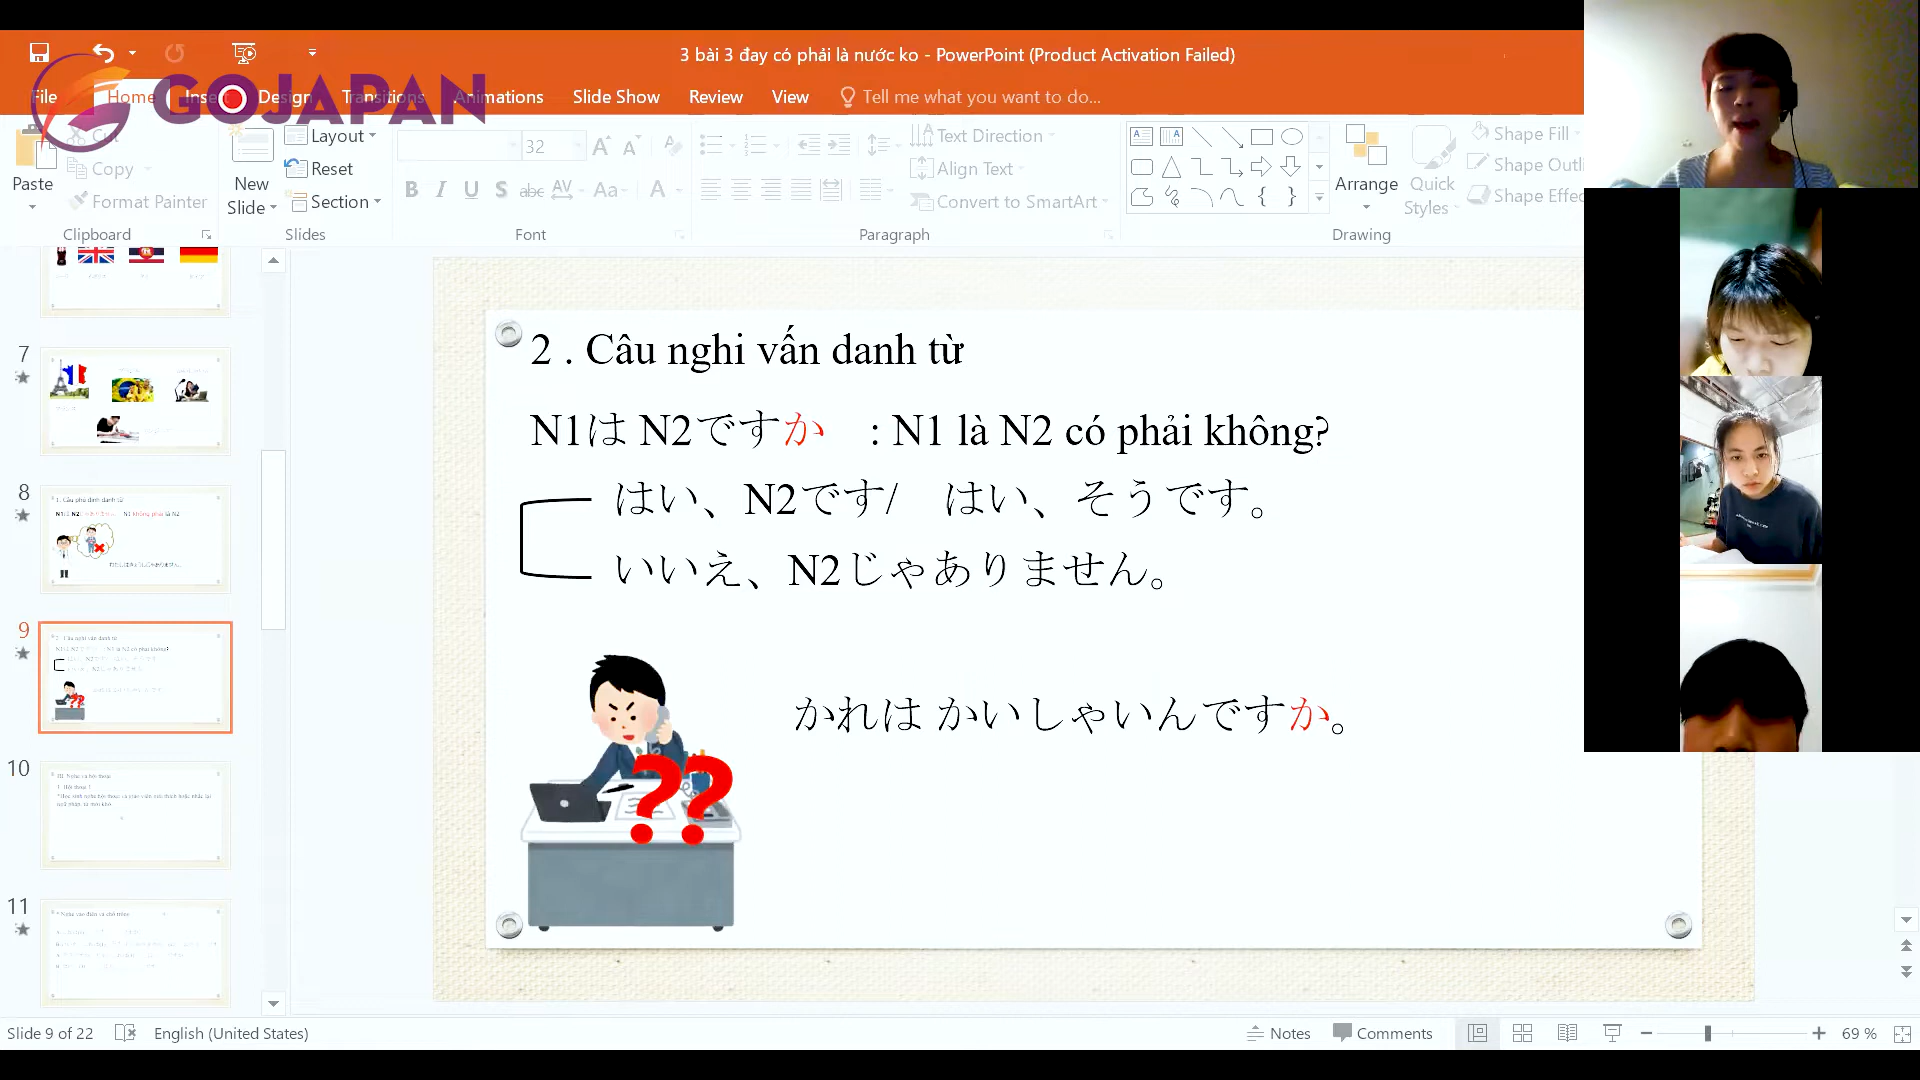 3 bài 3 đay có phải là nước ko - PowerPoint (Product Activation Failed)
GOJAPAN
File Home Insert Design Transitions Animations Slide Show Review View Tell me what you want to do...
Paste
Cut
Copy
Format Painter
Clipboard
New Slide
Layout
Reset
Section
Slides
32
Font
Text Direction
Align Text
Convert to SmartArt
Paragraph
Arrange
Quick Styles
Shape Fill
Shape Outli
Shape Effec
Drawing
7
8
9
10
11
2 . Câu nghi vấn danh từ
N1は N2ですか : N1 là N2 có phải không?
はい、N2です/ はい、そうです。
いいえ、N2じゃありません。
かれは かいしゃいんですか。
??
Slide 9 of 22 English (United States) Notes Comments 69 %